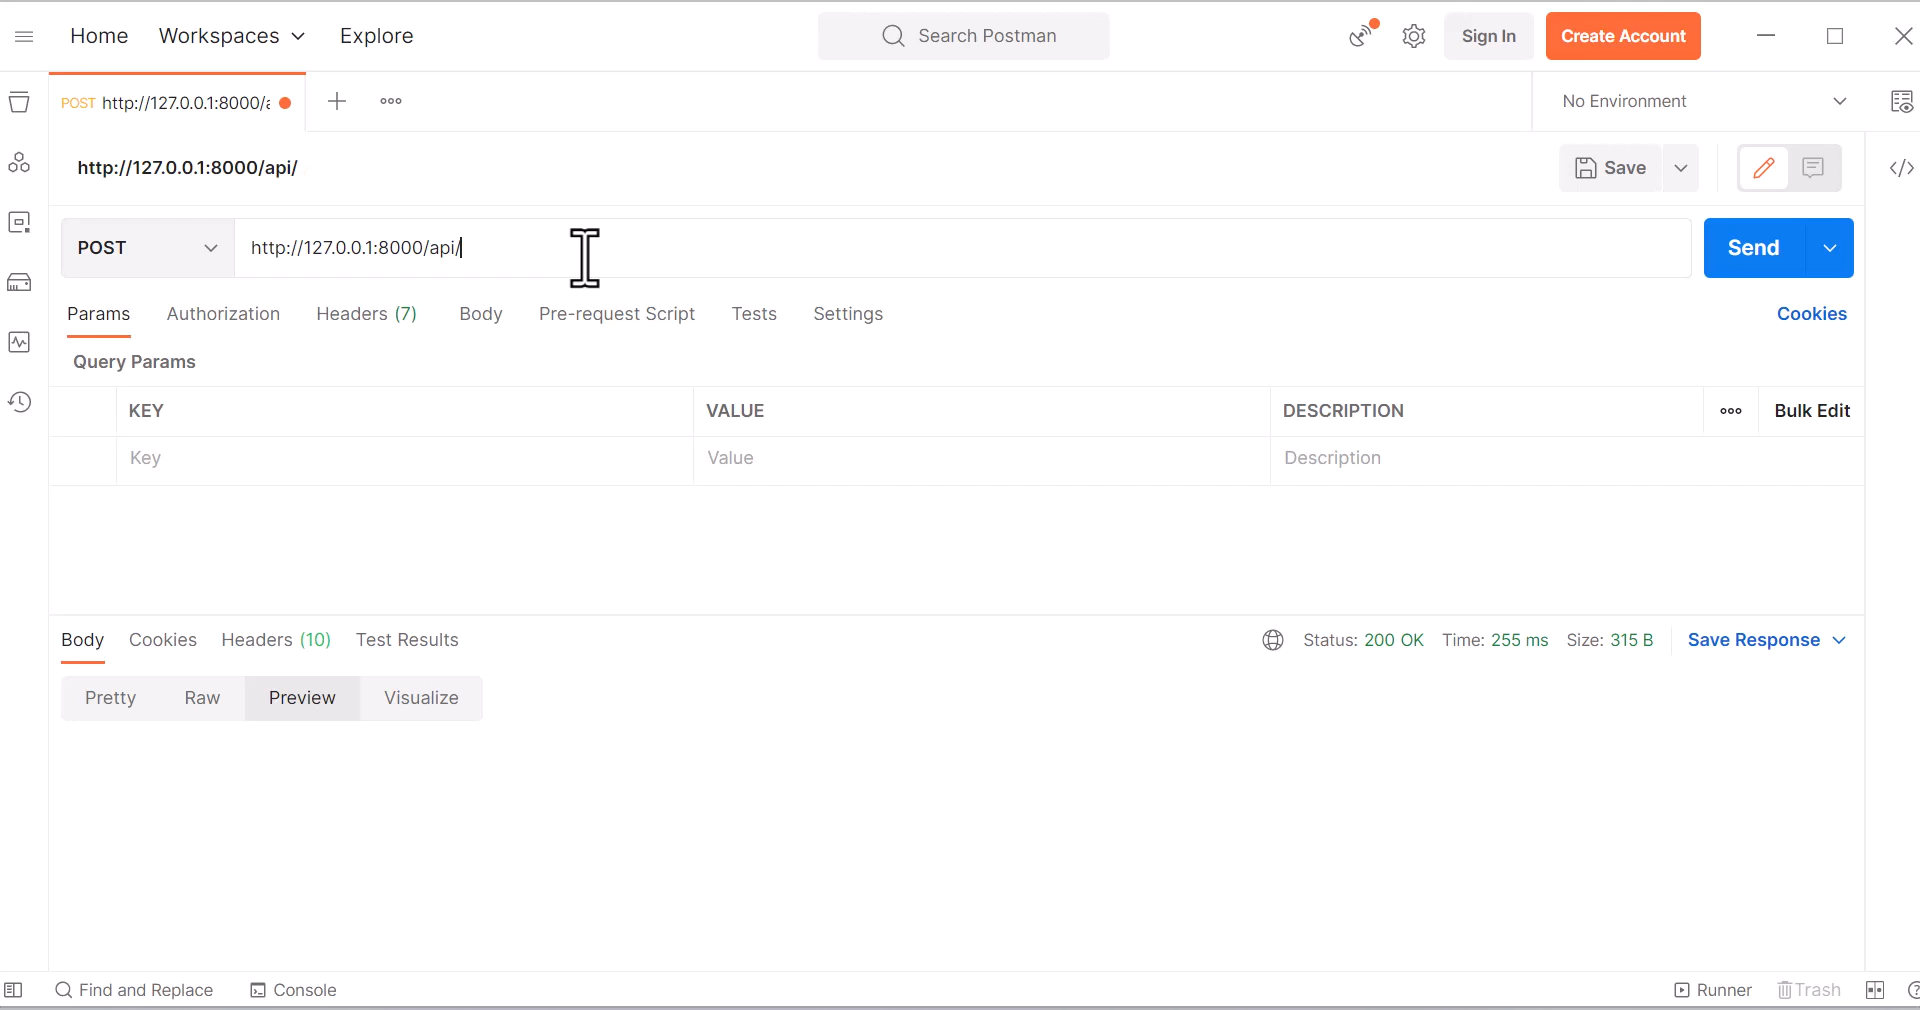 Home Workspaces Explore Search Postman Sign In Create Account
POST http://127.0.0.1:8000/a No Environment
http://127.0.0.1:8000/api/ Save
POST http://127.0.0.1:8000/api/ Send
Params Authorization Headers (7) Body Pre-request Script Tests Settings Cookies
Query Params
KEY VALUE DESCRIPTION Bulk Edit
Key Value Description
Body Cookies Headers (10) Test Results Status: 200 OK Time: 255 ms Size: 315 B Save Response
Pretty Raw Preview Visualize
Find and Replace Console Runner Trash